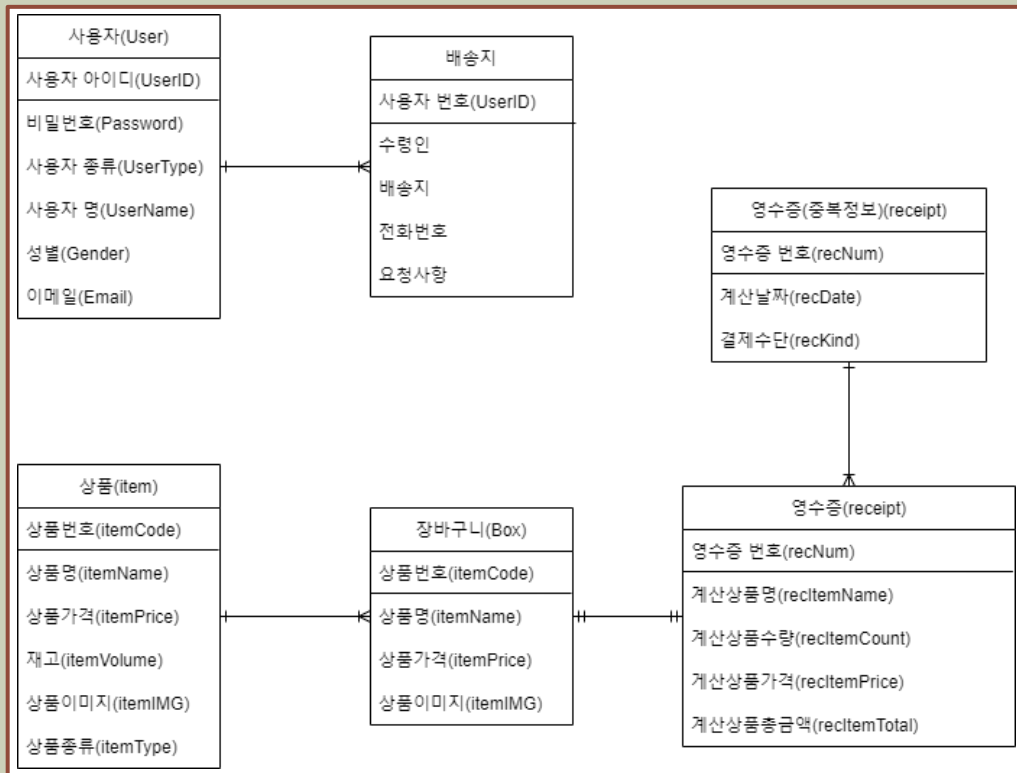 사용자(User)
사용자 아이디(UserID)
비밀번호(Password)
사용자 종류(UserType)
사용자 명(UserName)
성별(Gender)
이메일(Email)
배송지
사용자 번호(UserID)
수령인
배송지
전화번호
요청사항
영수증(중복정보)(receipt)
영수증 번호(recNum)
계산날짜(recDate)
결제수단(recKind)
상품(item)
상품번호(itemCode)
상품명(itemName)
상품가격(itemPrice)
재고(itemVolume)
상품이미지(itemIMG)
상품종류(itemType)
장바구니(Box)
상품번호(itemCode)
상품명(itemName)
상품가격(itemPrice)
상품이미지(itemIMG)
영수증(receipt)
영수증 번호(recNum)
계산상품명(recItemName)
계산상품수량(recItemCount)
게산상품가격(recItemPrice)
계산상품총금액(recItemTotal)